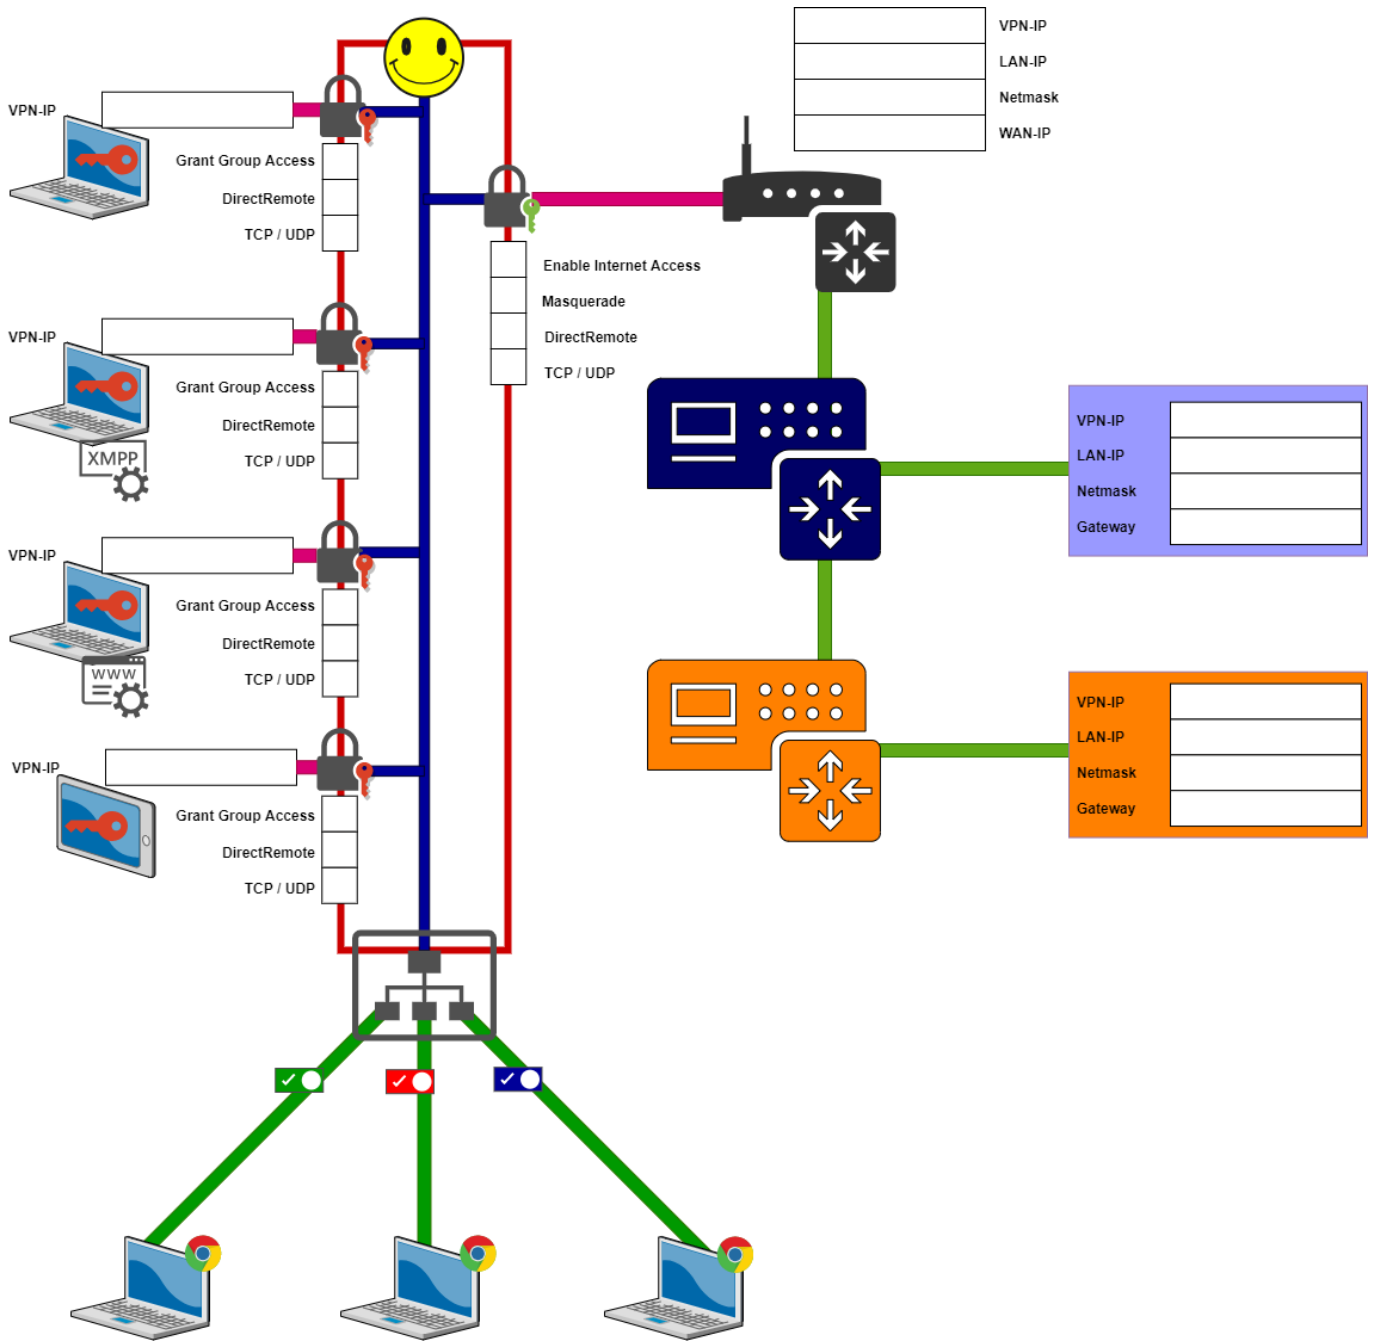 VPN-IP
LAN-IP
Netmask
WAN-IP
VPN-IP
Grant Group Access
DirectRemote
TCP / UDP
Enable Internet Access
Masquerade
DirectRemote
TCP / UDP
VPN-IP
Grant Group Access
DirectRemote
TCP / UDP
XMPP
VPN-IP
LAN-IP
Netmask
Gateway
VPN-IP
Grant Group Access
DirectRemote
TCP / UDP
WWW
VPN-IP
LAN-IP
Netmask
Gateway
VPN-IP
Grant Group Access
DirectRemote
TCP / UDP